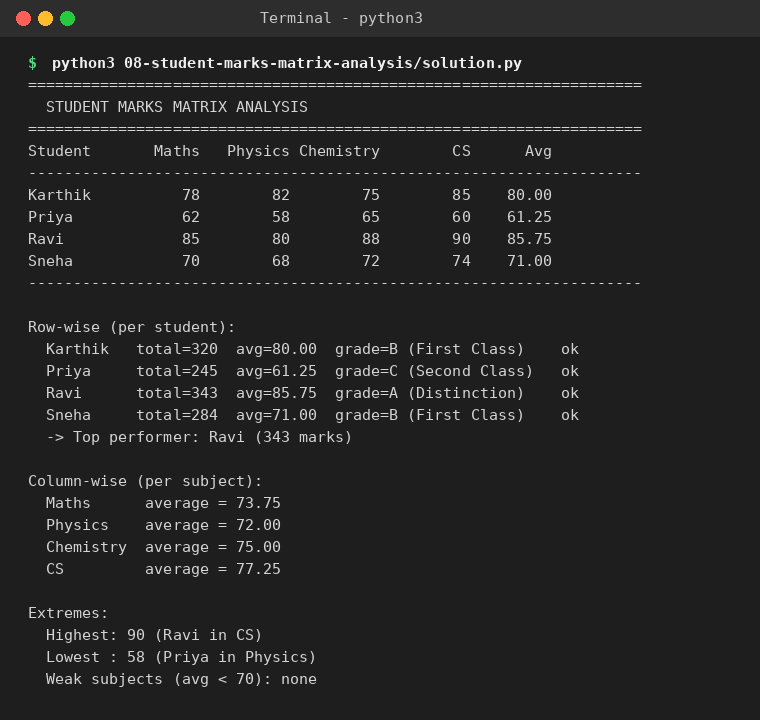 Terminal - python3
$ python3 08-student-marks-matrix-analysis/solution.py
====================================================================
  STUDENT MARKS MATRIX ANALYSIS
====================================================================
Student       Maths   Physics Chemistry        CS      Avg
--------------------------------------------------------------------
Karthik          78        82        75        85    80.00
Priya            62        58        65        60    61.25
Ravi             85        80        88        90    85.75
Sneha            70        68        72        74    71.00
--------------------------------------------------------------------
Row-wise (per student):
  Karthik   total=320  avg=80.00  grade=B (First Class)    ok
  Priya     total=245  avg=61.25  grade=C (Second Class)   ok
  Ravi      total=343  avg=85.75  grade=A (Distinction)    ok
  Sneha     total=284  avg=71.00  grade=B (First Class)    ok
  -> Top performer: Ravi (343 marks)
Column-wise (per subject):
  Maths      average = 73.75
  Physics    average = 72.00
  Chemistry  average = 75.00
  CS         average = 77.25
Extremes:
  Highest: 90 (Ravi in CS)
  Lowest : 58 (Priya in Physics)
  Weak subjects (avg < 70): none